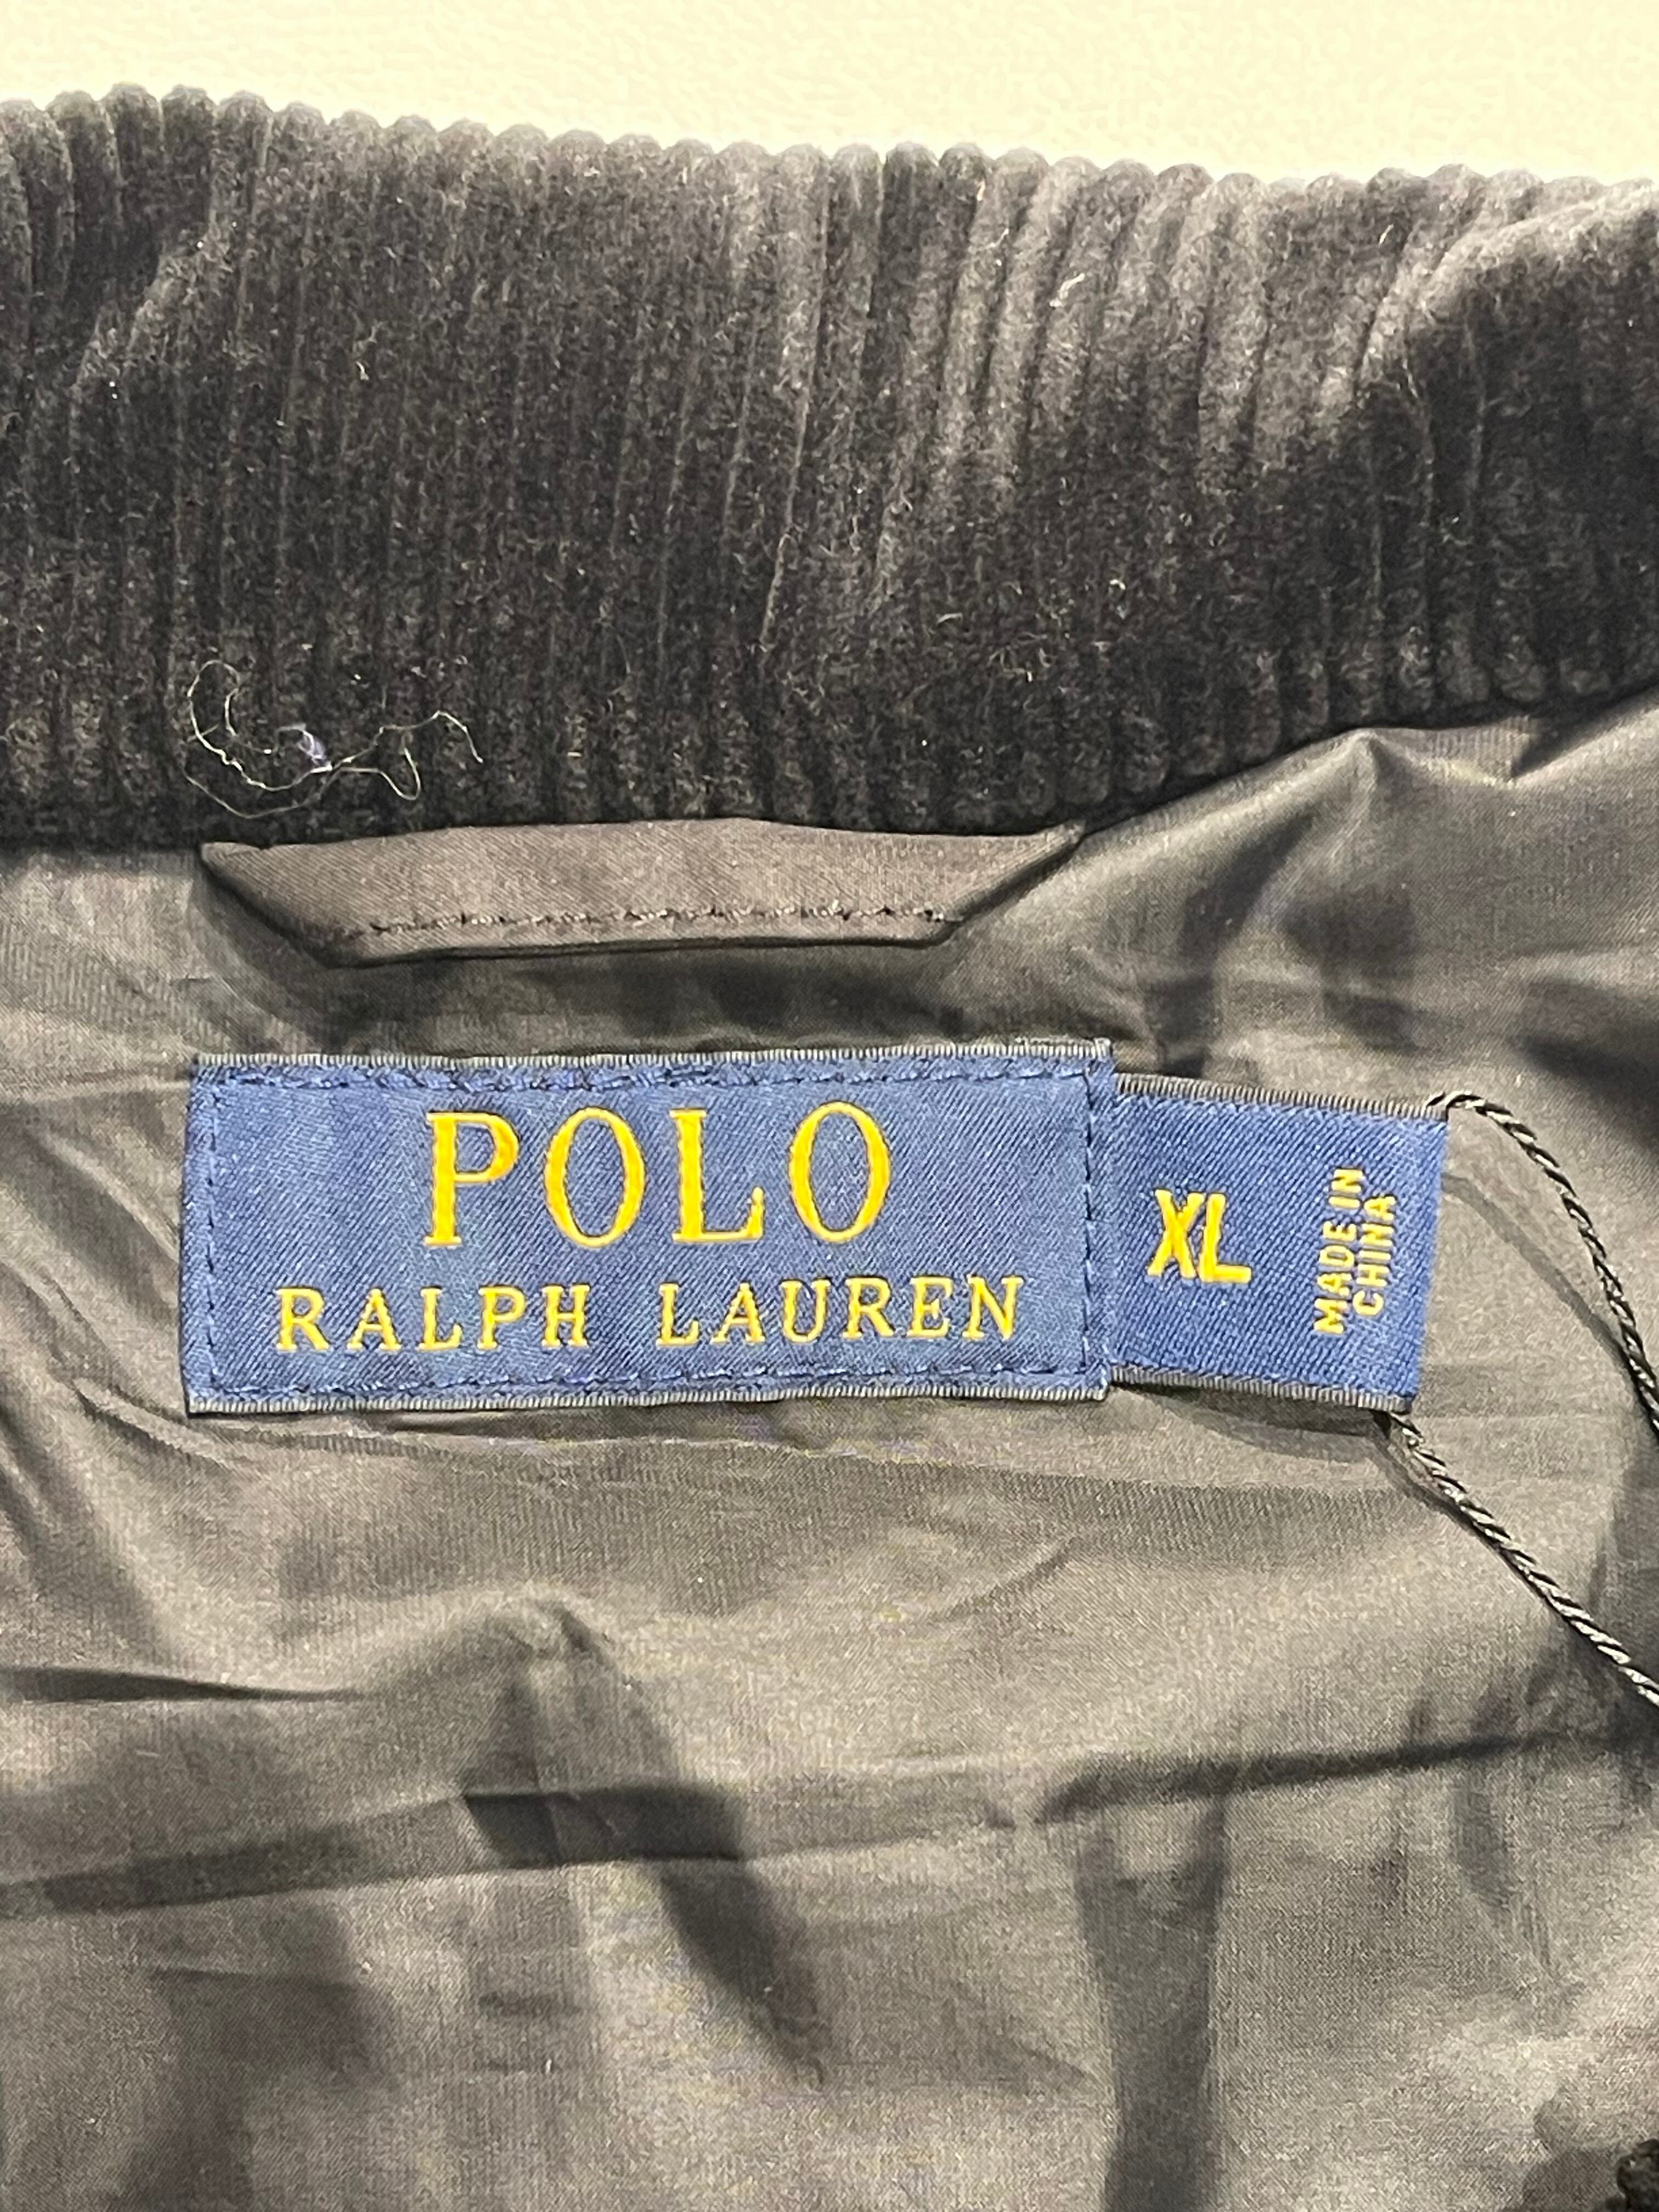 POLO
RALPH LAUREN
XL
MADE IN
CHINA